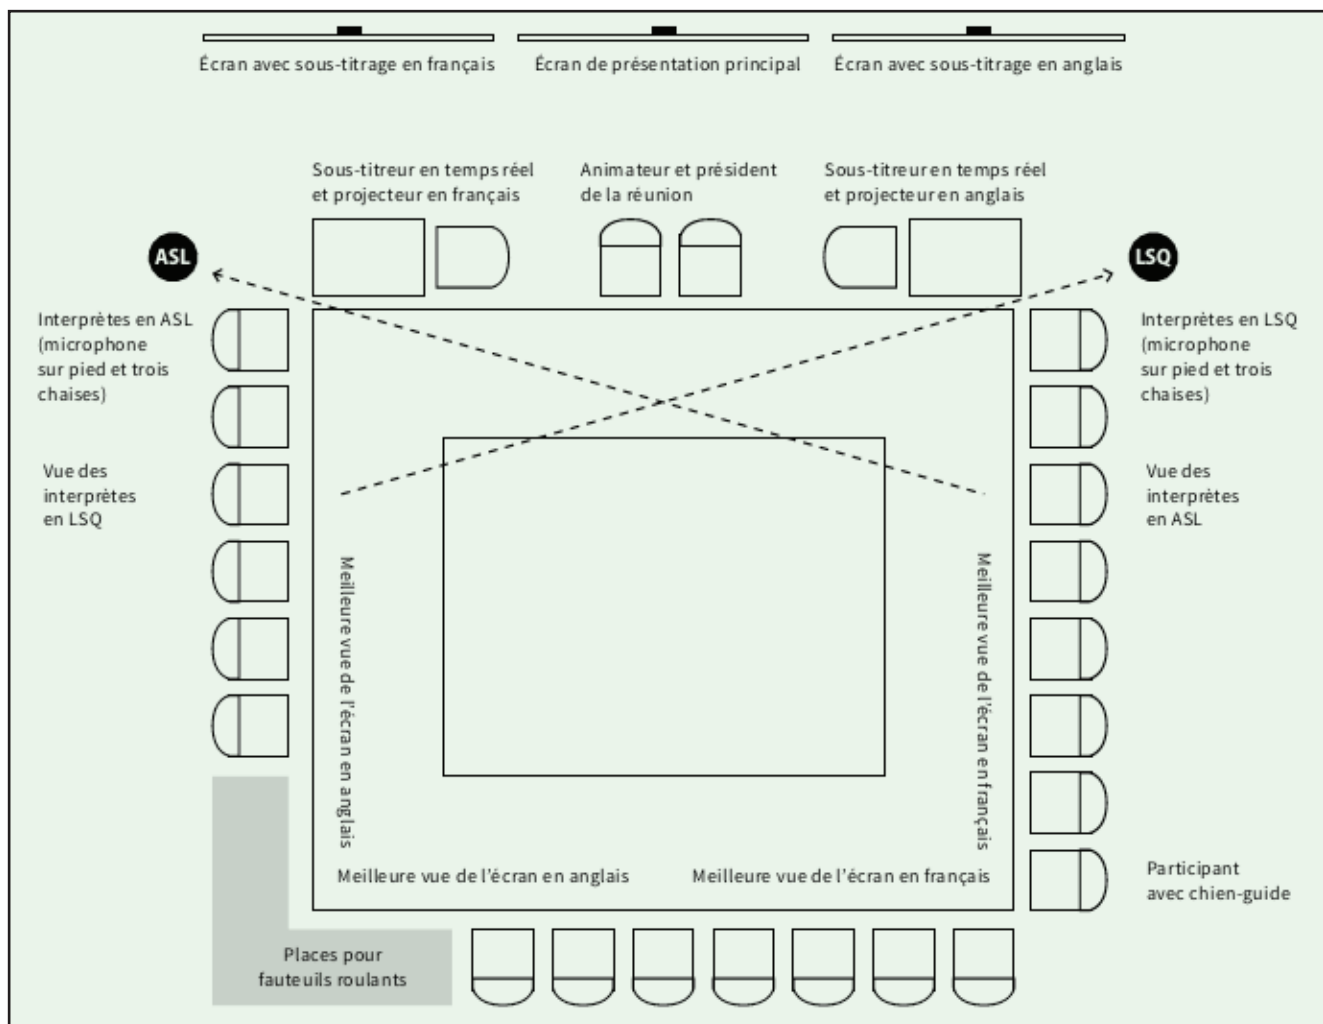 Écran avec sous-titrage en français
Écran de présentation principal
Écran avec sous-titrage en anglais
Sous-titreur en temps réel
et projecteur en français
Animateur et président
de la réunion
Sous-titreur en temps réel
et projecteur en anglais
ASL
LSQ
Interprètes en ASL
(microphone
sur pied et trois
chaises)
Interprètes en LSQ
(microphone
sur pied et trois
chaises)
Vue des
interprètes
en LSQ
Vue des
interprètes
en ASL
Meilleure vue de l'écran en anglais
Meilleure vue de l'écran en français
Meilleure vue de l'écran en anglais
Meilleure vue de l'écran en français
Participant
avec chien-guide
Places pour
fauteuils roulants